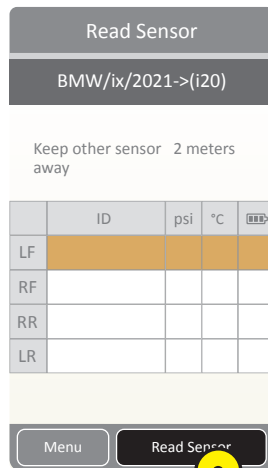 Read Sensor
BMW/ix/2021->(i20)
Keep other sensor 2 meters
away
ID psi °C
LF
RF
RR
LR
Menu Read Sensor